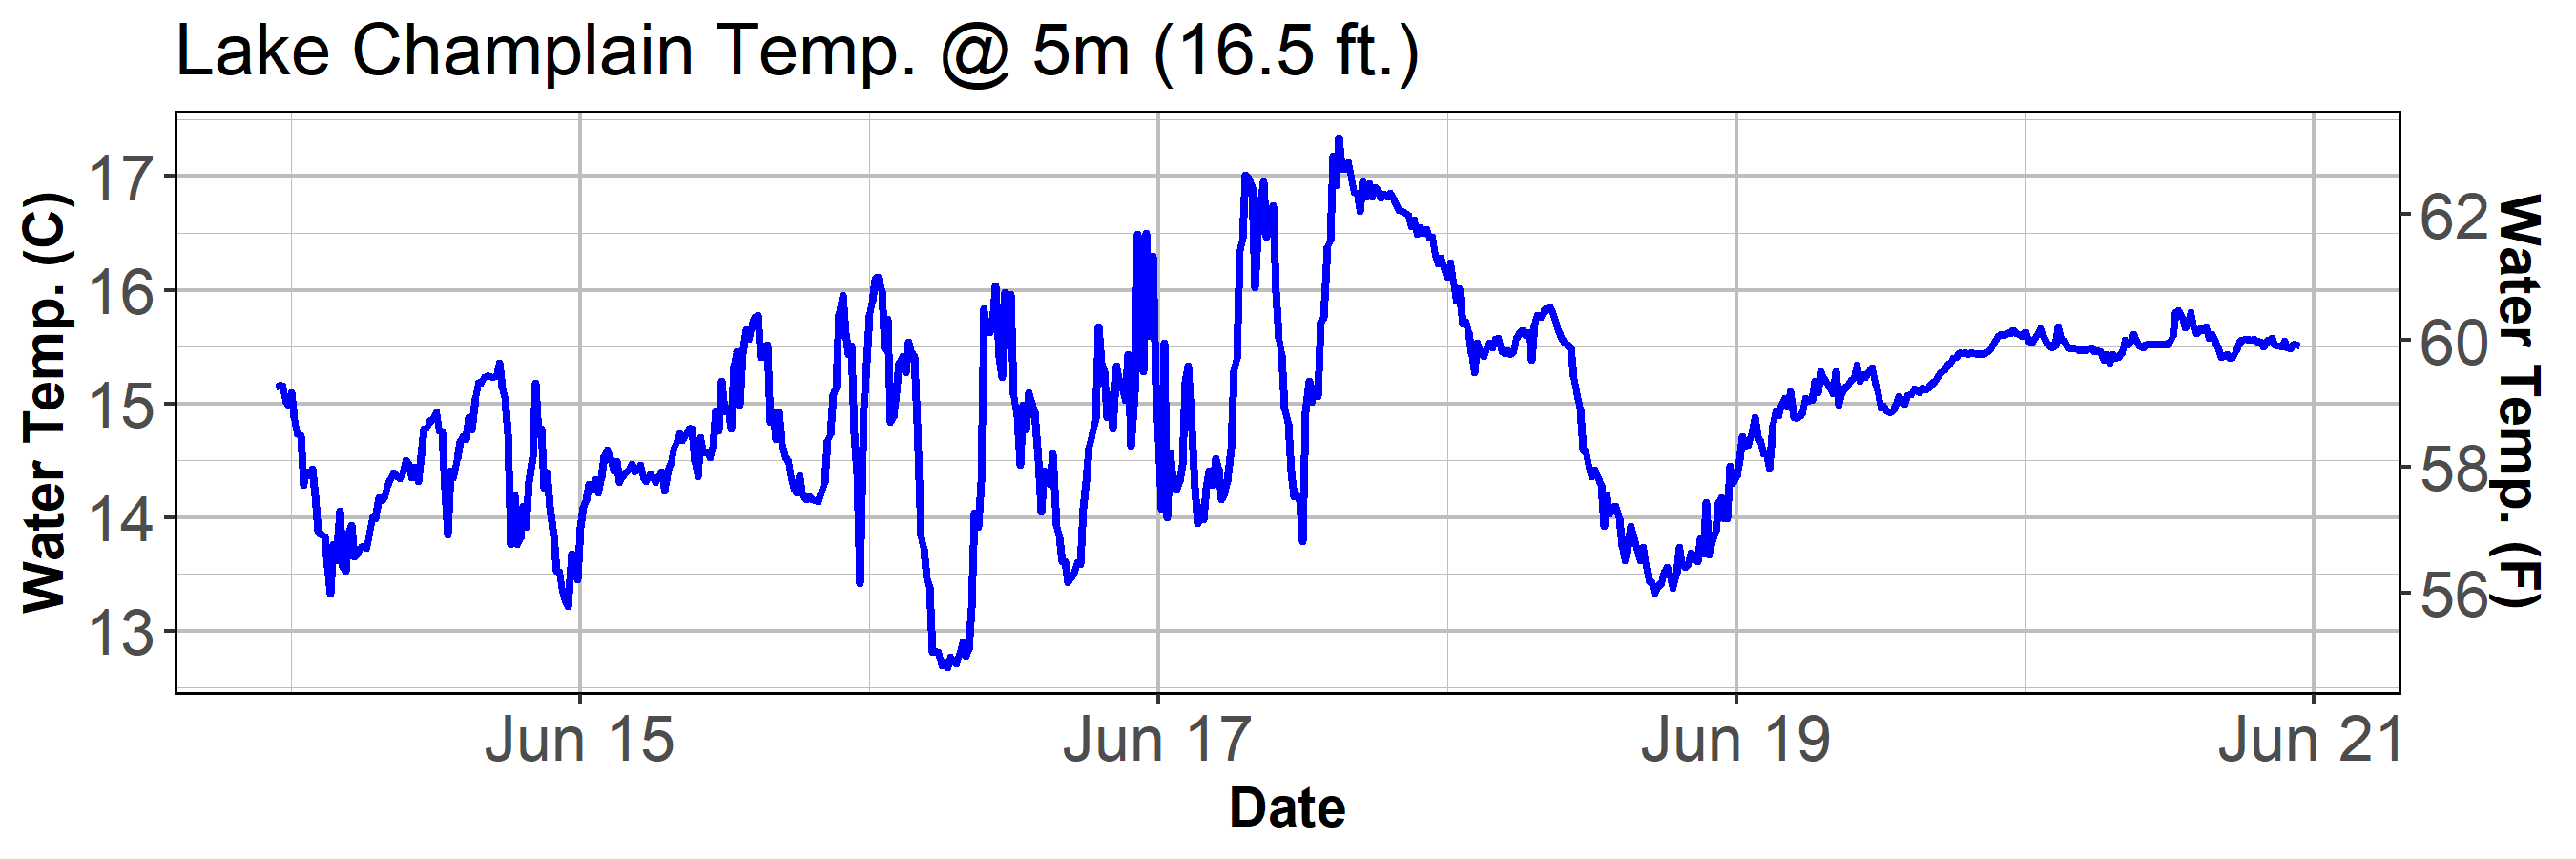 Lake Champlain Temp. @ 5m (16.5 ft.)
Water Temp. (C)
17
16
15
14
13
62
60
58
56
Water Temp. (F)
Jun 15
Jun 17
Jun 19
Jun 21
Date